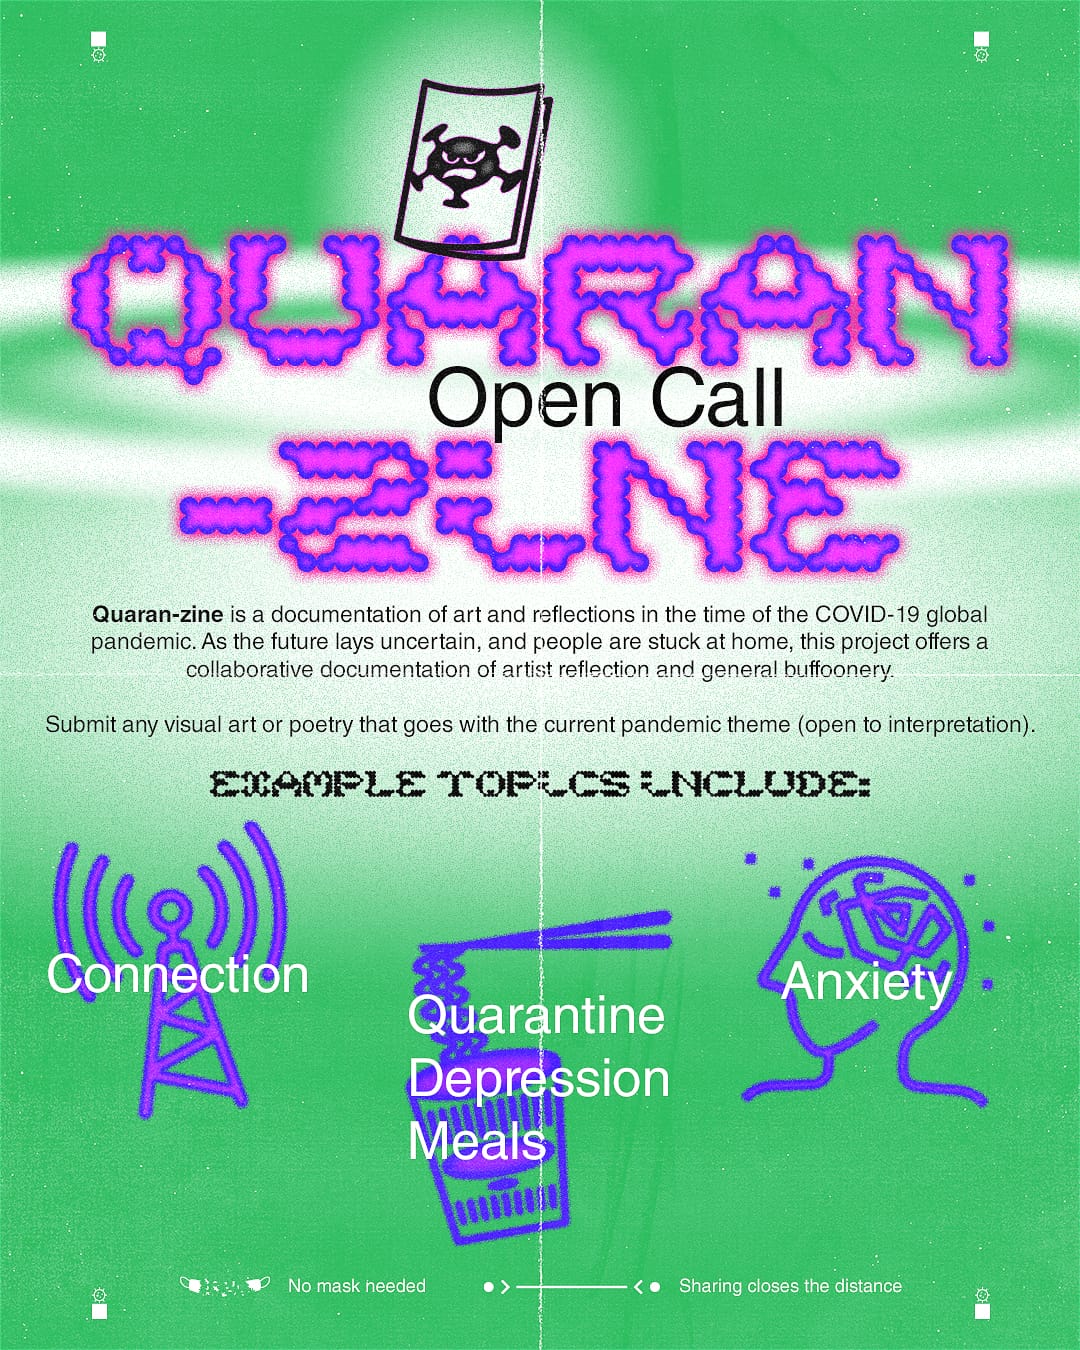 QUARAN
Open Call
-ZINE
Quaran-zine is a documentation of art and reflections in the time of the COVID-19 global
pandemic. As the future lays uncertain, and people are stuck at home, this project offers a
collaborative documentation of artist reflection and general buffoonery.
Submit any visual art or poetry that goes with the current pandemic theme (open to interpretation).
EXAMPLE TOPICS INCLUDE:
Connection
Quarantine
Depression
Meals
Anxiety
No mask needed
Sharing closes the distance